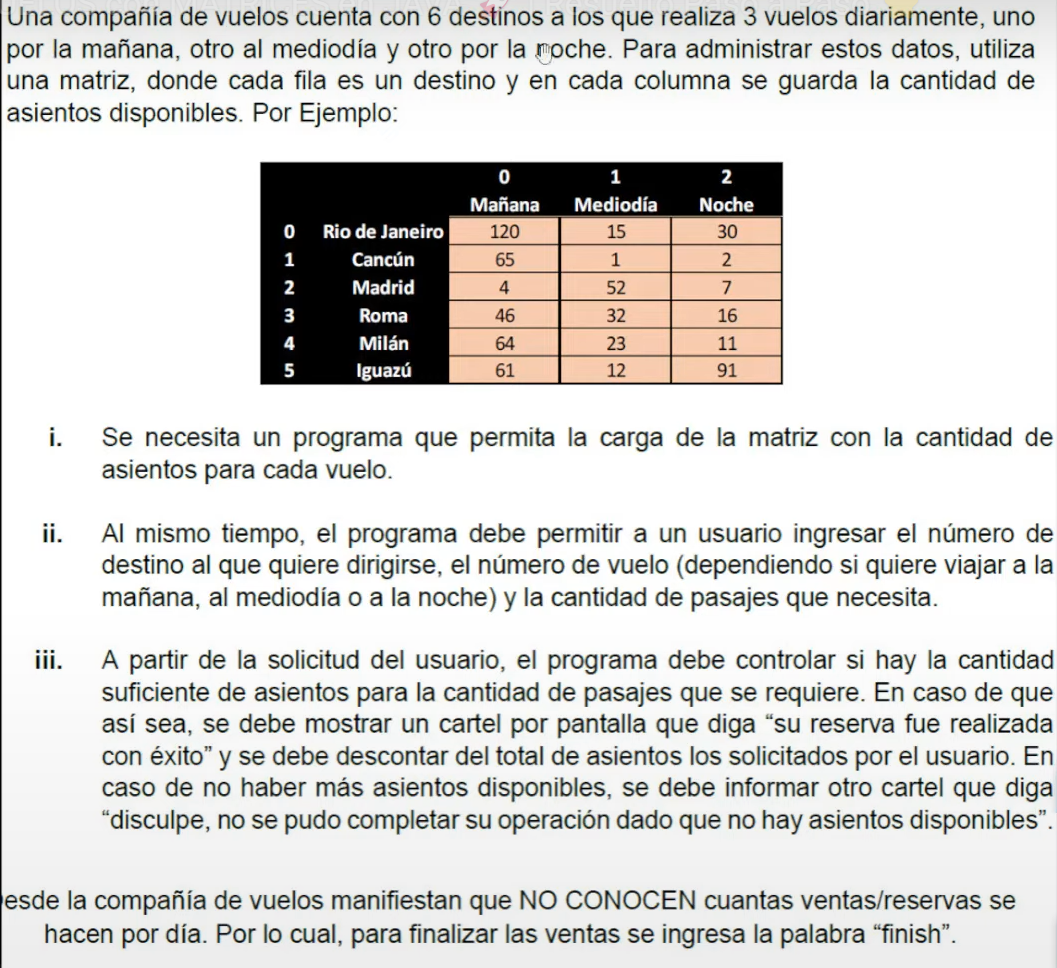 Una compañía de vuelos cuenta con 6 destinos a los que realiza 3 vuelos diariamente, uno
por la mañana, otro al mediodía y otro por la noche. Para administrar estos datos, utiliza
una matriz, donde cada fila es un destino y en cada columna se guarda la cantidad de
asientos disponibles. Por Ejemplo:
0 1 2
Mañana Mediodía Noche
0 Rio de Janeiro 120 15 30
1 Cancún 65 1 2
2 Madrid 4 52 7
3 Roma 46 32 16
4 Milán 64 23 11
5 Iguazú 61 12 91
i. Se necesita un programa que permita la carga de la matriz con la cantidad de
asientos para cada vuelo.
ii. Al mismo tiempo, el programa debe permitir a un usuario ingresar el número de
destino al que quiere dirigirse, el número de vuelo (dependiendo si quiere viajar a la
mañana, al mediodía o a la noche) y la cantidad de pasajes que necesita.
iii. A partir de la solicitud del usuario, el programa debe controlar si hay la cantidad
suficiente de asientos para la cantidad de pasajes que se requiere. En caso de que
así sea, se debe mostrar un cartel por pantalla que diga “su reserva fue realizada
con éxito” y se debe descontar del total de asientos los solicitados por el usuario. En
caso de no haber más asientos disponibles, se debe informar otro cartel que diga
“disculpe, no se pudo completar su operación dado que no hay asientos disponibles”.
esde la compañía de vuelos manifiestan que NO CONOCEN cuantas ventas/reservas se
hacen por día. Por lo cual, para finalizar las ventas se ingresa la palabra “finish”.